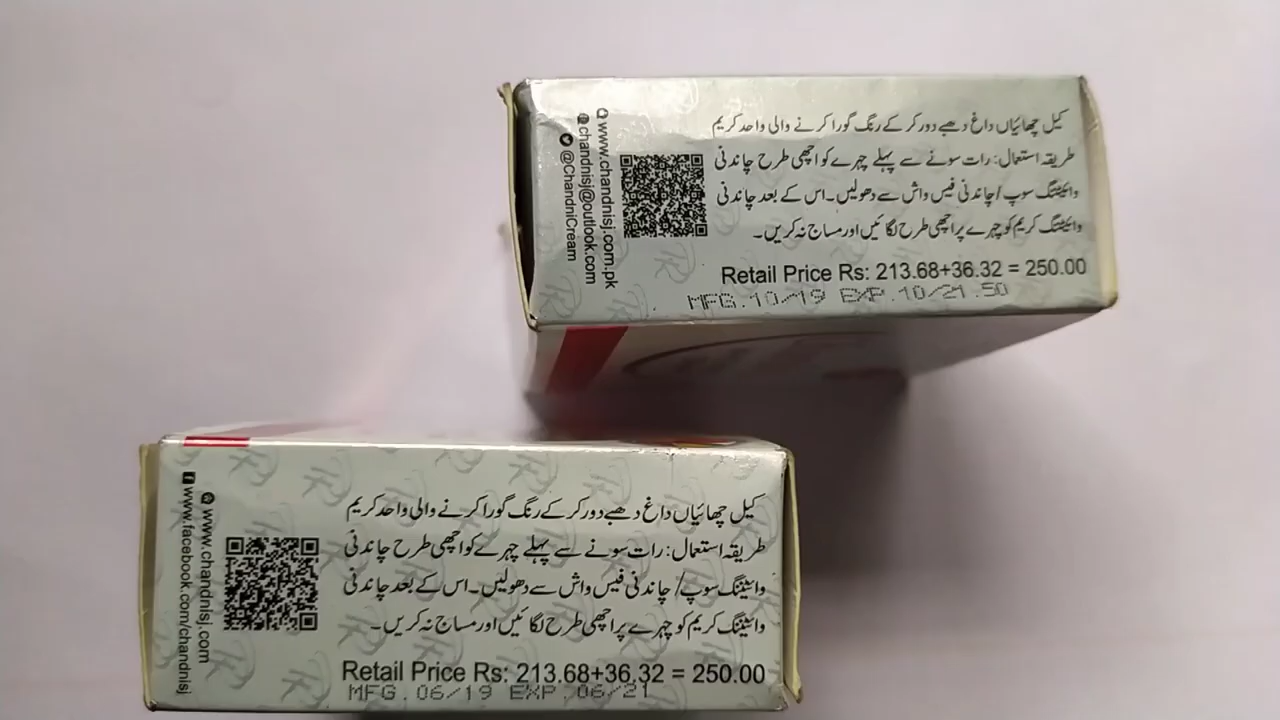 کیل چھائیاں داغ دھبے دور کر کے رنگ گورا کرنے والی واحد کریم
طریقہ استعمال: رات سونے سے پہلے چہرے کو اچھی طرح چاندنی
وائیٹنگ سوپ / چاندنی فیس واش سے دھولیں۔ اس کے بعد چاندنی
وائیٹنگ کریم کو چہرے پر اچھی طرح لگائیں اور مساج نہ کریں۔
Retail Price Rs: 213.68+36.32 = 250.00
MFG.10/19 EXP.10/21.50
www.chandnisj.com.pk
chandnisj@outlook.com
@ChandniCream
کیل چھائیاں داغ دھبے دور کر کے رنگ گورا کرنے والی واحد کریم
طریقہ استعمال: رات سونے سے پہلے چہرے کو اچھی طرح چاندنی
وائیٹنگ سوپ / چاندنی فیس واش سے دھولیں۔ اس کے بعد چاندنی
وائیٹنگ کریم کو چہرے پر اچھی طرح لگائیں اور مساج نہ کریں۔
Retail Price Rs: 213.68+36.32 = 250.00
MFG.06/19 EXP.06/21
www.chandnisj.com
www.facebook.com/chandnisj